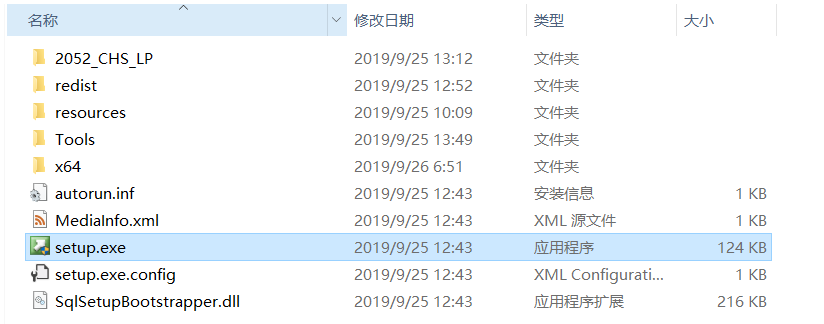 名称 修改日期 类型 大小
2052_CHS_LP 2019/9/25 13:12 文件夹
redist 2019/9/25 12:52 文件夹
resources 2019/9/25 10:09 文件夹
Tools 2019/9/25 13:49 文件夹
x64 2019/9/26 6:51 文件夹
autorun.inf 2019/9/25 12:43 安装信息 1 KB
MediaInfo.xml 2019/9/25 12:43 XML 源文件 1 KB
setup.exe 2019/9/25 12:43 应用程序 124 KB
setup.exe.config 2019/9/25 12:43 XML Configurati... 1 KB
SqlSetupBootstrapper.dll 2019/9/25 12:43 应用程序扩展 216 KB